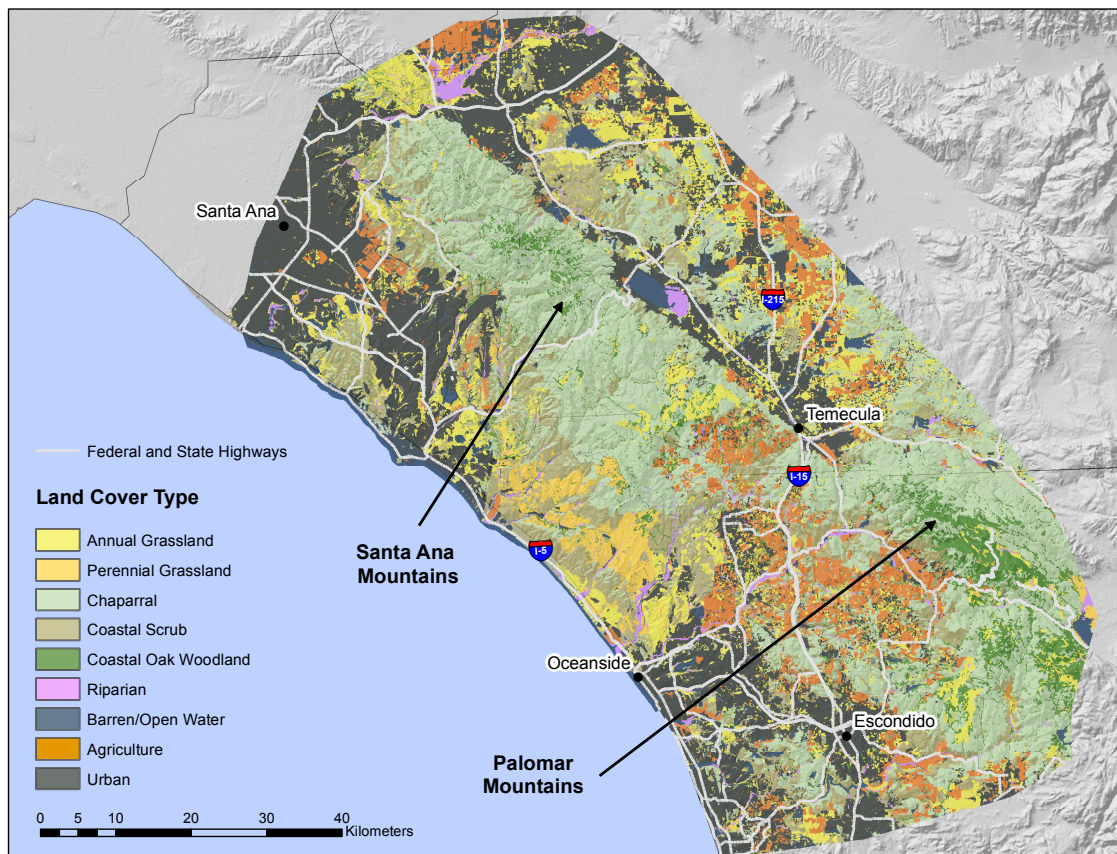 Santa Ana
I-215
Temecula
Federal and State Highways
I-15
Land Cover Type
Annual Grassland
Perennial Grassland
Chaparral
Coastal Scrub
Coastal Oak Woodland
Riparian
Barren/Open Water
Agriculture
Urban
Santa Ana
Mountains
I-5
Oceanside
Escondido
Palomar
Mountains
0 5 10 20 30 40
Kilometers